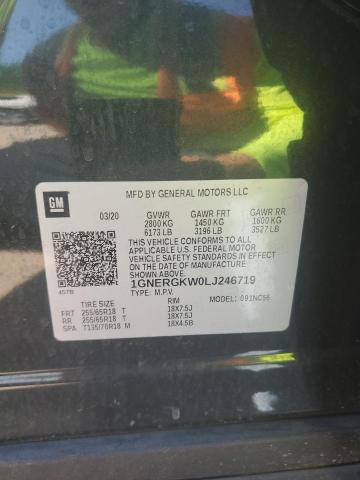 GM
MFD BY GENERAL MOTORS LLC
03/20 GVWR GAWR FRT GAWR RR
2800 KG 1450 KG 1600 KG
6173 LB 3196 LB 3527 LB
THIS VEHICLE CONFORMS TO ALL
APPLICABLE U.S. FEDERAL MOTOR
VEHICLE SAFETY STANDARDS IN
EFFECT ON THE DATE OF MANUFACTURE
SHOWN ABOVE.
1GNERGKW0LJ246719
457B TYPE: M.P.V. MODEL:
TIRE SIZE RIM
FRT 255/65R18 T 18X7.5J
RR 255/65R18 T 18X7.5J
SPA T135/70R18 M 18X4.5B